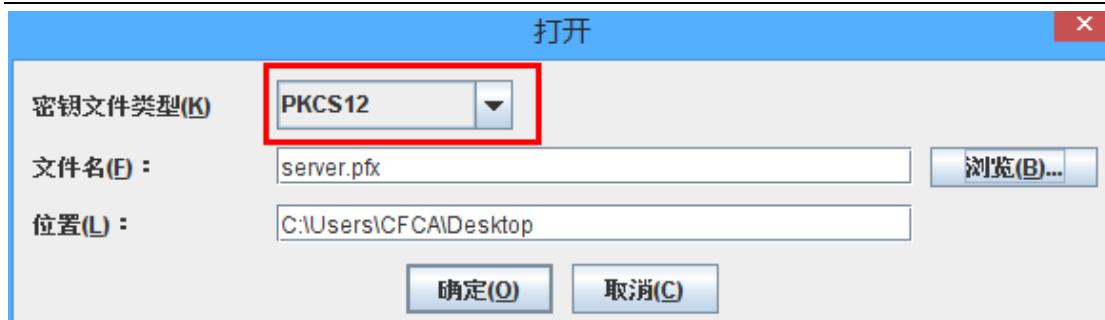 打开
密钥文件类型(K)
PKCS12
文件名(F)：
server.pfx
浏览(B)...
位置(L)：
C:\Users\CFCA\Desktop
确定(O)
取消(C)